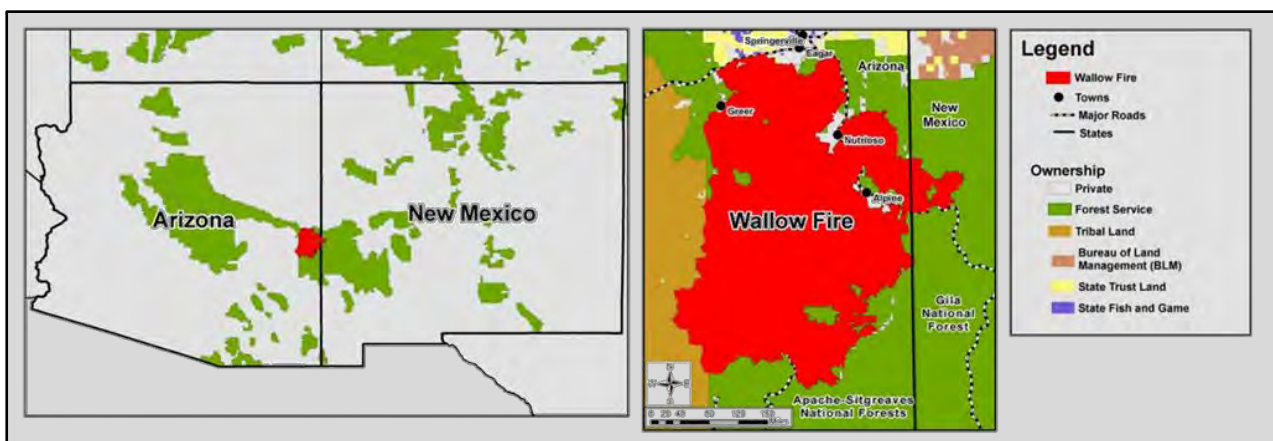 Arizona
New Mexico
Springerville
Eagar
Arizona
Greer
New
Mexico
Nutrioso
Alpine
Wallow Fire
Gila
National
Forest
Apache-Sitgreaves
National Forests
Miles
Legend
Wallow Fire
Towns
Major Roads
States
Ownership
Private
Forest Service
Tribal Land
Bureau of Land
Management (BLM)
State Trust Land
State Fish and Game